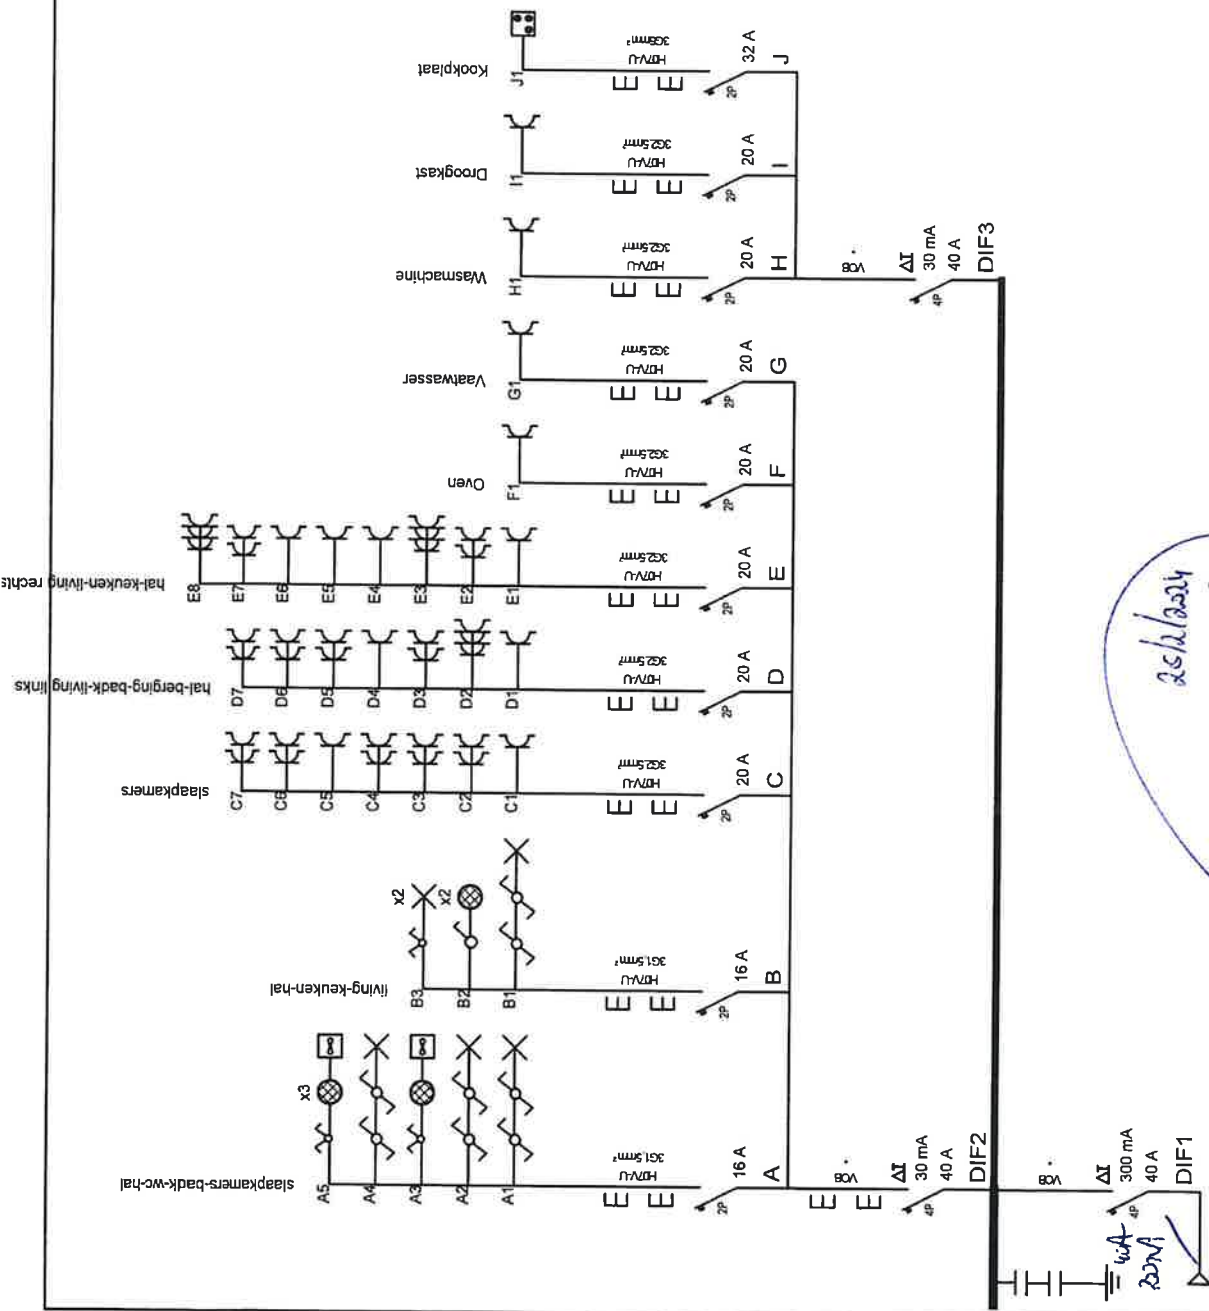 slaapkamers-badk-wc-hal
living-keuken-hal
slaapkamers
hal-berging-badk-living links
hal-keuken-living rechts
Oven
Vaatwasser
Wasmachine
Droogkast
Kookplaat
A5
x3
A4
A3
A2
A1
B3
x2
B2
x2
B1
C7
C6
C5
C4
C3
C2
C1
D7
D6
D5
D4
D3
D2
D1
E8
E7
E6
E5
E4
E3
E2
E1
F1
G1
H1
I1
J1
3G1,5mm²
H07V-U
3G1,5mm²
H07V-U
3G2.5mm²
H07V-U
3G2.5mm²
H07V-U
3G2.5mm²
H07V-U
3G2.5mm²
H07V-U
3G2.5mm²
H07V-U
3G2.5mm²
H07V-U
3G2.5mm²
H07V-U
3G6mm²
H07V-U
2P
16 A
A
2P
16 A
B
2P
20 A
C
2P
20 A
D
2P
20 A
E
2P
20 A
F
2P
20 A
G
2P
20 A
H
2P
20 A
I
2P
32 A
J
VOB
ΔI
30 mA
40 A
4P
DIF2
VOB
ΔI
30 mA
40 A
4P
DIF3
VOB
ΔI
300 mA
40 A
4P
DIF1